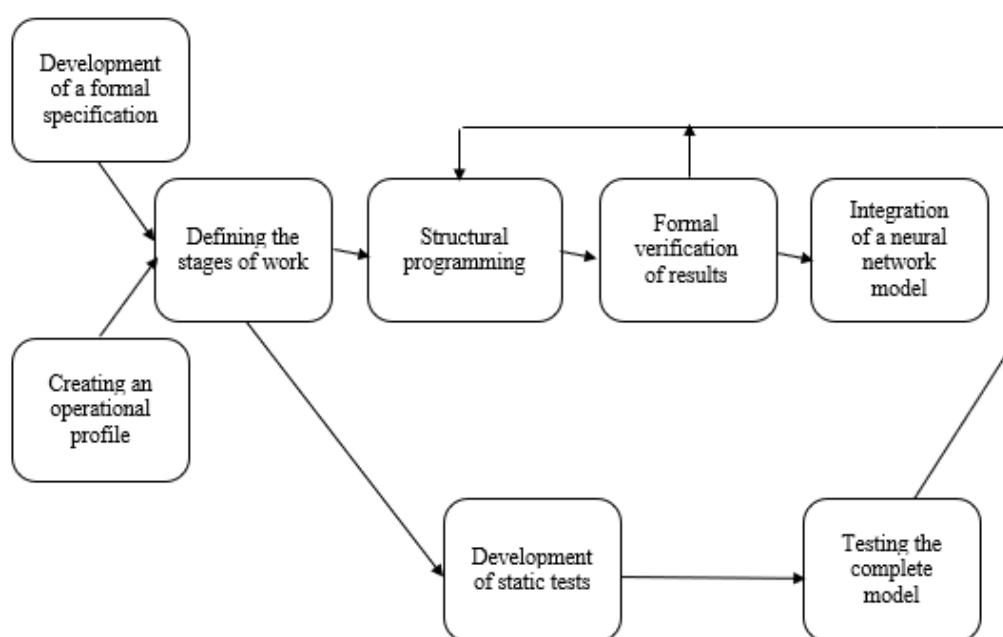 Development
of a formal
specification
Defining the
stages of work
Structural
programming
Formal
verification
of results
Integration
of a neural
network
model
Creating an
operational
profile
Development
of static tests
Testing the
complete
model